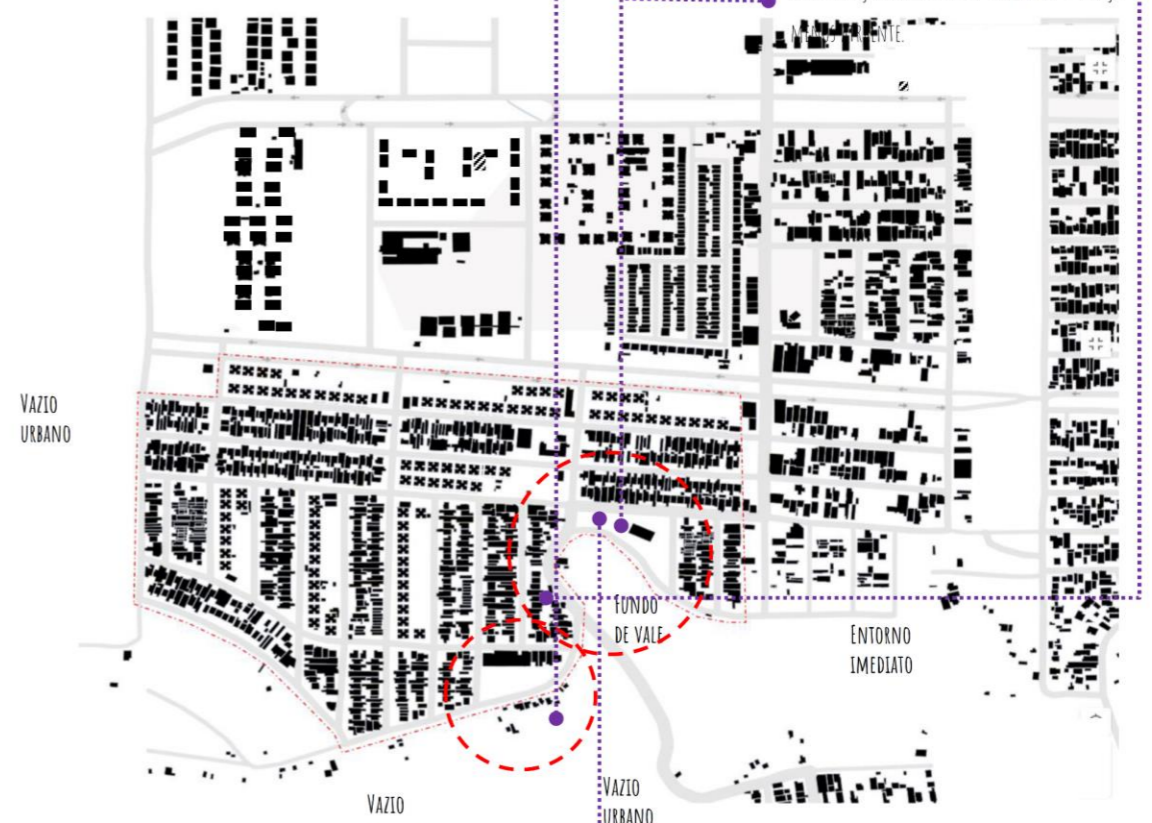 VAZIO
URBANO
FUNDO
DE VALE
ENTORNO
IMEDIATO
VAZIO
URBANO
VAZIO